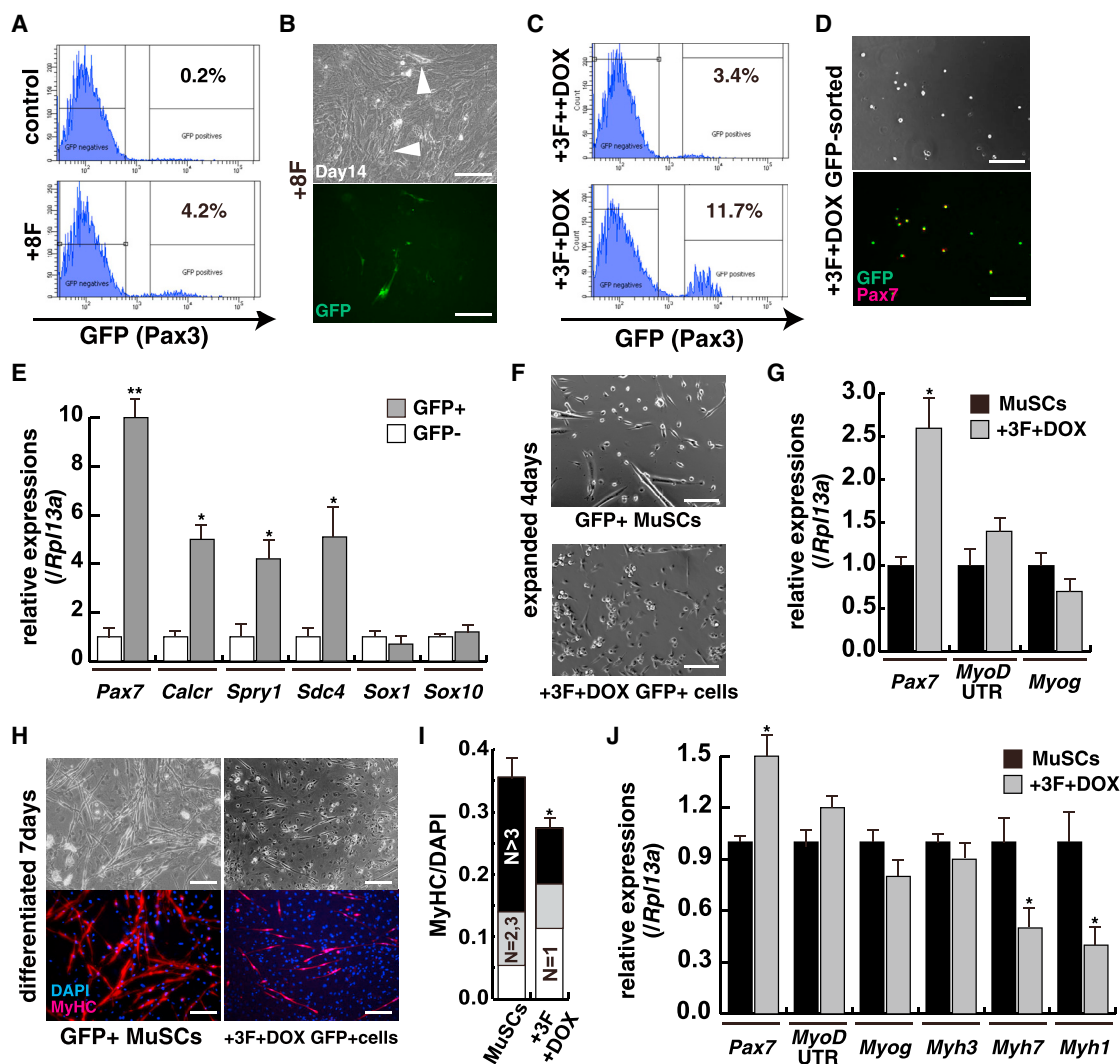 A
control
0.2%
GFP negatives
GFP positives
+8F
4.2%
GFP negatives
GFP positives
GFP (Pax3)
B
+8F
Day14
GFP
C
+3F++DOX
Count
3.4%
GFP negatives
GFP positives
+3F+DOX
Count
11.7%
GFP negatives
GFP positives
GFP (Pax3)
D
+3F+DOX GFP-sorted
GFP
Pax7
E
relative expressions
(/Rpl13a)
10
8
6
4
2
0
**
*
*
*
GFP+
GFP-
Pax7 Calcr Spry1 Sdc4 Sox1 Sox10
F
expanded 4days
GFP+ MuSCs
+3F+DOX GFP+ cells
G
relative expressions
(/Rpl13a)
3.0
2.5
2.0
1.5
1.0
0.5
0.0
*
MuSCs
+3F+DOX
Pax7 MyoD Myog
UTR
H
differentiated 7days
DAPI
MyHC
GFP+ MuSCs
+3F+DOX GFP+cells
I
MyHC/DAPI
0.4
0.3
0.2
0.1
0.0
N>3
N=2,3
N=1
*
MuSCs
+3F
+DOX
J
relative expressions
(/Rpl13a)
1.5
1.2
0.9
0.6
0.3
0.0
*
*
*
MuSCs
+3F+DOX
Pax7 MyoD Myog Myh3 Myh7 Myh1
UTR